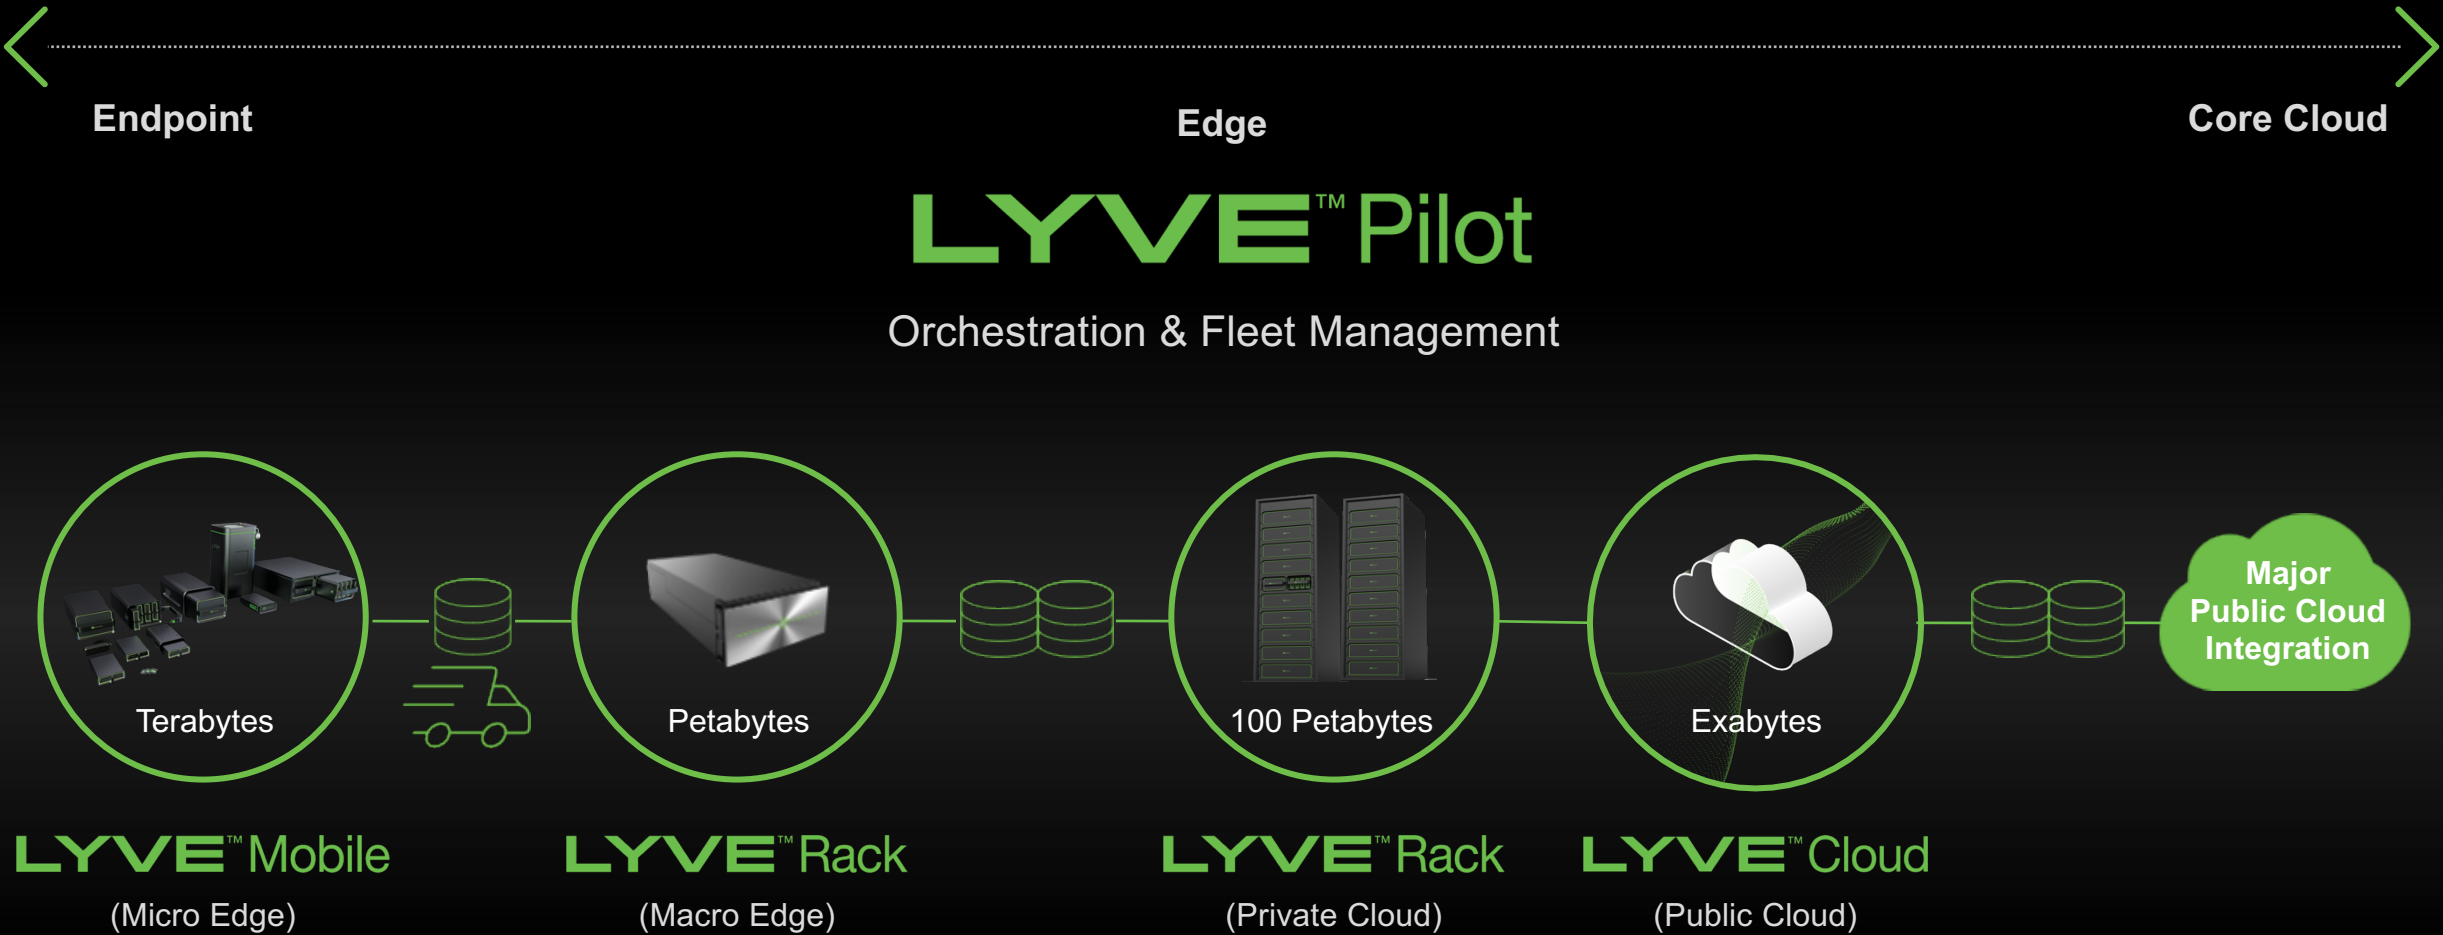 Endpoint
Edge
Core Cloud
LYVE™ Pilot
Orchestration & Fleet Management
Terabytes
Petabytes
100 Petabytes
Exabytes
Major
Public Cloud
Integration
LYVE™ Mobile
(Micro Edge)
LYVE™ Rack
(Macro Edge)
LYVE™ Rack
(Private Cloud)
LYVE™ Cloud
(Public Cloud)